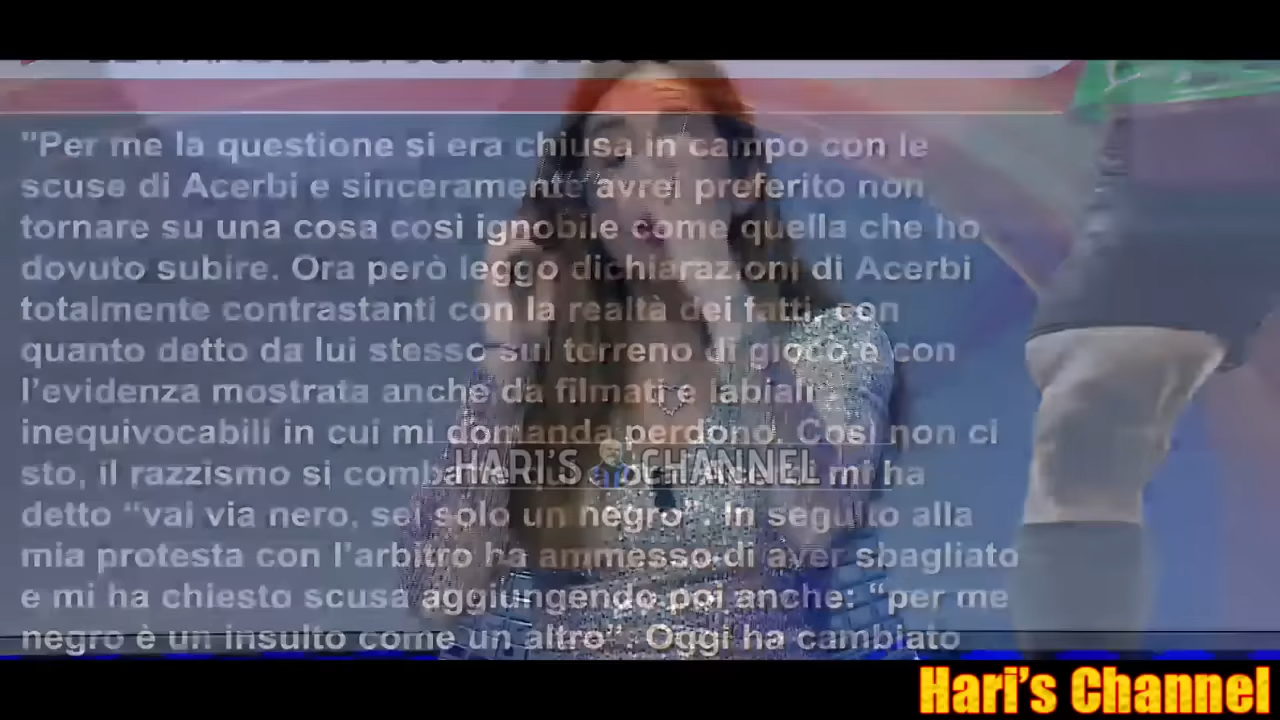 "Per me la questione si era chiusa in campo con le
scuse di Acerbi e sinceramente avrei preferito non
tornare su una cosa così ignobile come quella che ho
dovuto subire. Ora però leggo dichiarazioni di Acerbi
totalmente contrastanti con la realtà dei fatti, con
quanto detto da lui stesso sul terreno di gioco e con
l'evidenza mostrata anche da filmati e labiali
inequivocabili in cui mi domanda perdono. Così non ci
sto, il razzismo si combatte Acerbi mi ha
HARI'S CHANNEL
detto "vai via nero, sei solo un negro". In seguito alla
mia protesta con l'arbitro ha ammesso di aver sbagliato
e mi ha chiesto scusa aggiungendo poi anche: "per me
negro è un insulto come un altro". Oggi ha cambiato
Hari's Channel